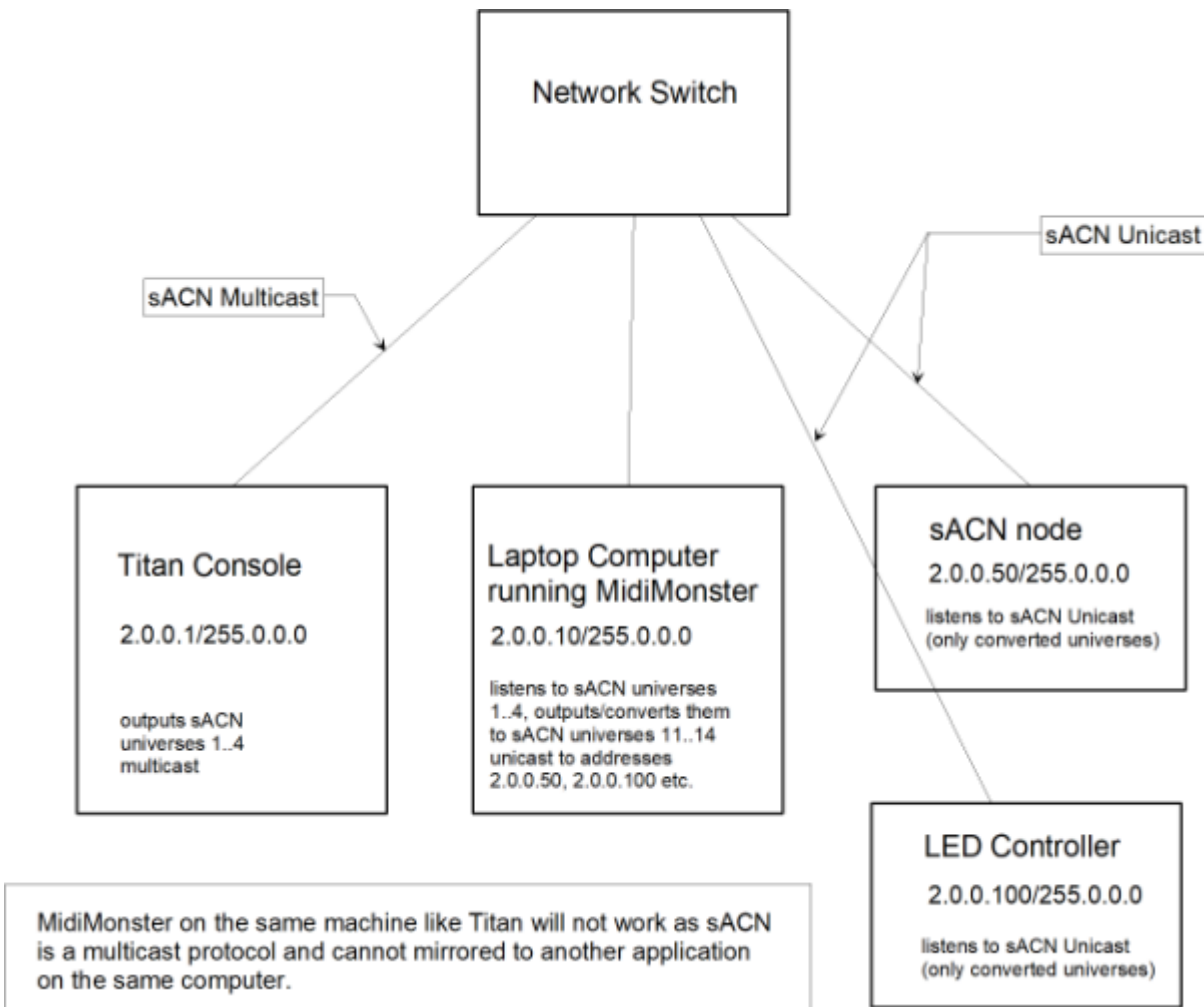 Network Switch
sACN Unicast
sACN Multicast
Titan Console
2.0.0.1/255.0.0.0
outputs sACN
universes 1..4
multicast
Laptop Computer
running MidiMonster
2.0.0.10/255.0.0.0
listens to sACN universes
1..4, outputs/converts them
to sACN universes 11..14
unicast to addresses
2.0.0.50, 2.0.0.100 etc.
sACN node
2.0.0.50/255.0.0.0
listens to sACN Unicast
(only converted universes)
LED Controller
2.0.0.100/255.0.0.0
listens to sACN Unicast
(only converted universes)
MidiMonster on the same machine like Titan will not work as sACN
is a multicast protocol and cannot mirrored to another application
on the same computer.